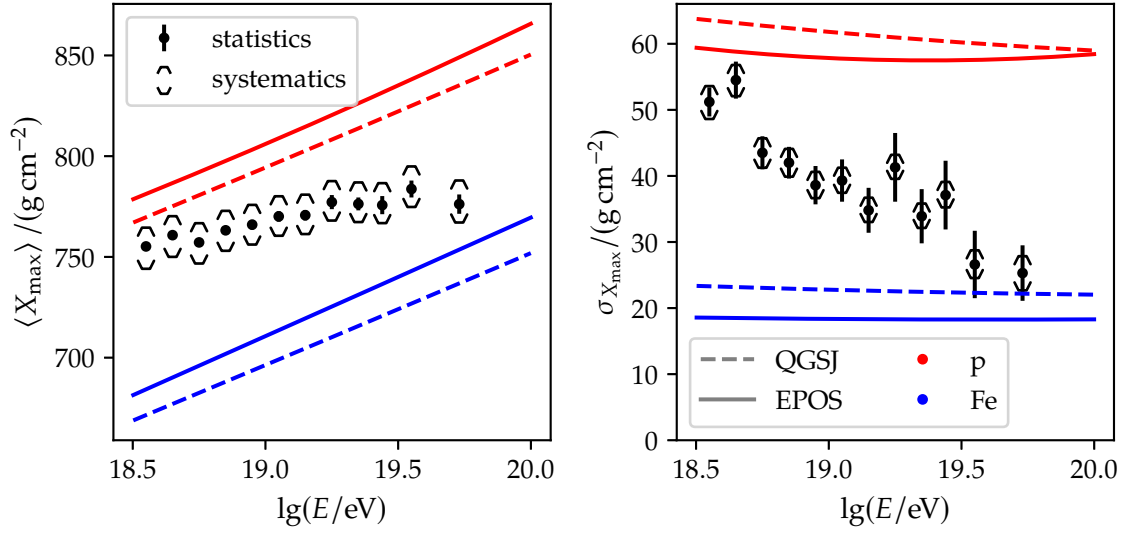 850
800
750
700
18.5 19.0 19.5 20.0
lg(E/eV)
⟨X_max⟩ / (g cm⁻²)
statistics
systematics
60
50
40
30
20
10
0
18.5 19.0 19.5 20.0
lg(E/eV)
σ_X_max/(g cm⁻²)
QGSJ p
EPOS Fe